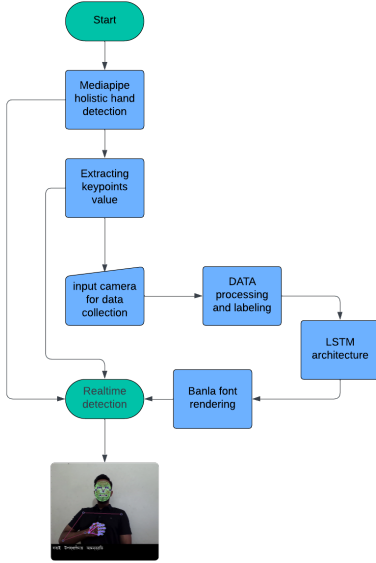 Start
Mediapipe
holistic hand
detection
Extracting
keypoints
value
input camera
for data
collection
DATA
processing
and labeling
LSTM
architecture
Banla font
rendering
Realtime
detection